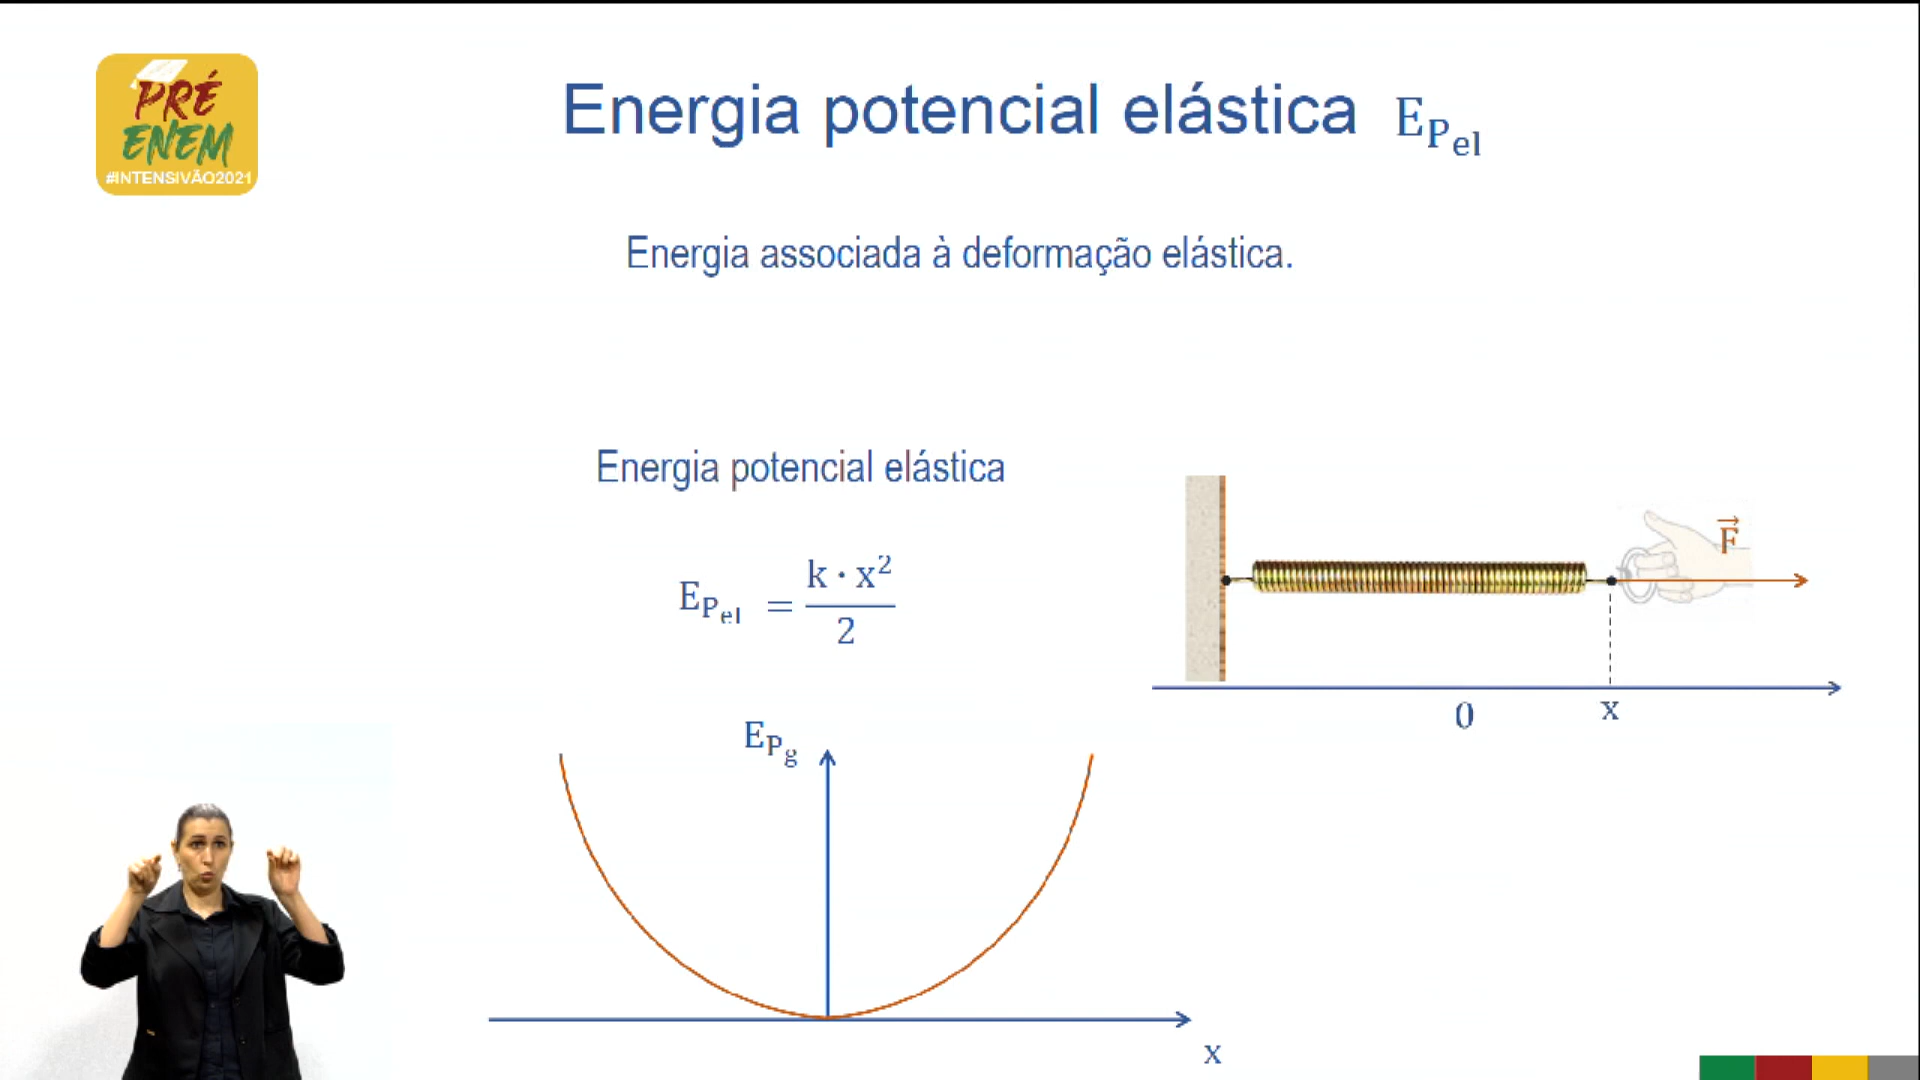 PRÉ
ENEM
#INTENSIVÃO2021
Energia potencial elástica E_P_el
Energia associada à deformação elástica.
Energia potencial elástica
E_P_el = k · x² / 2
F⃗
0 x
E_P_g
x